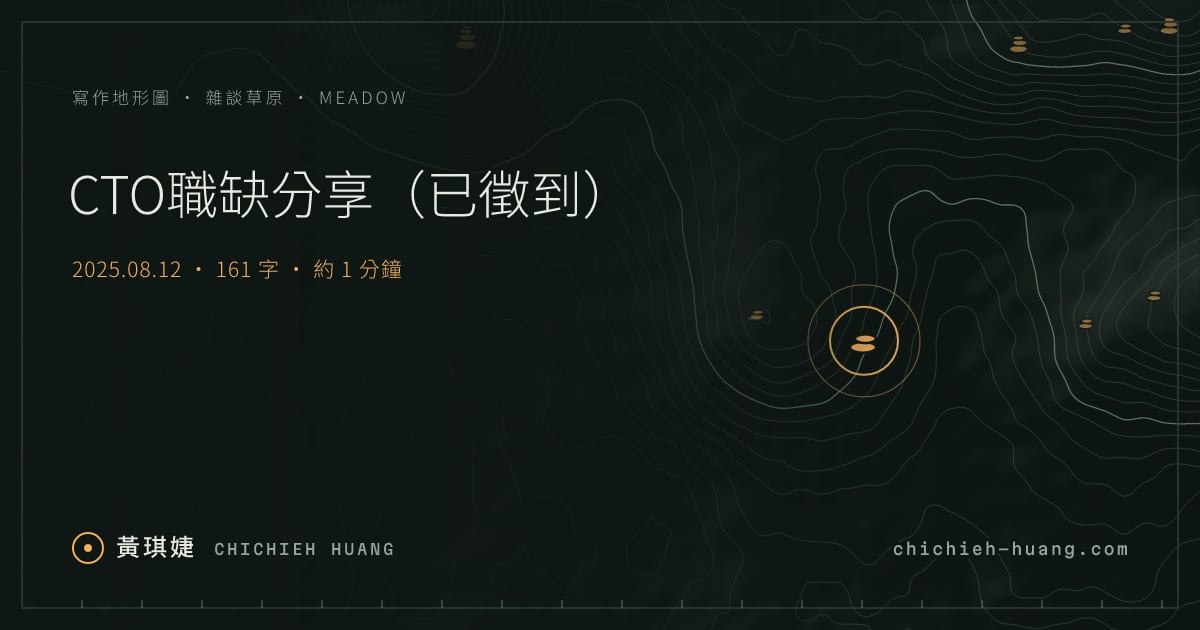 寫作地形圖 · 雜談草原 · MEADOW
CTO職缺分享（已徵到）
2025.08.12 · 161 字 · 約 1 分鐘
黃琪婕 CHICHIEH HUANG
chichieh-huang.com